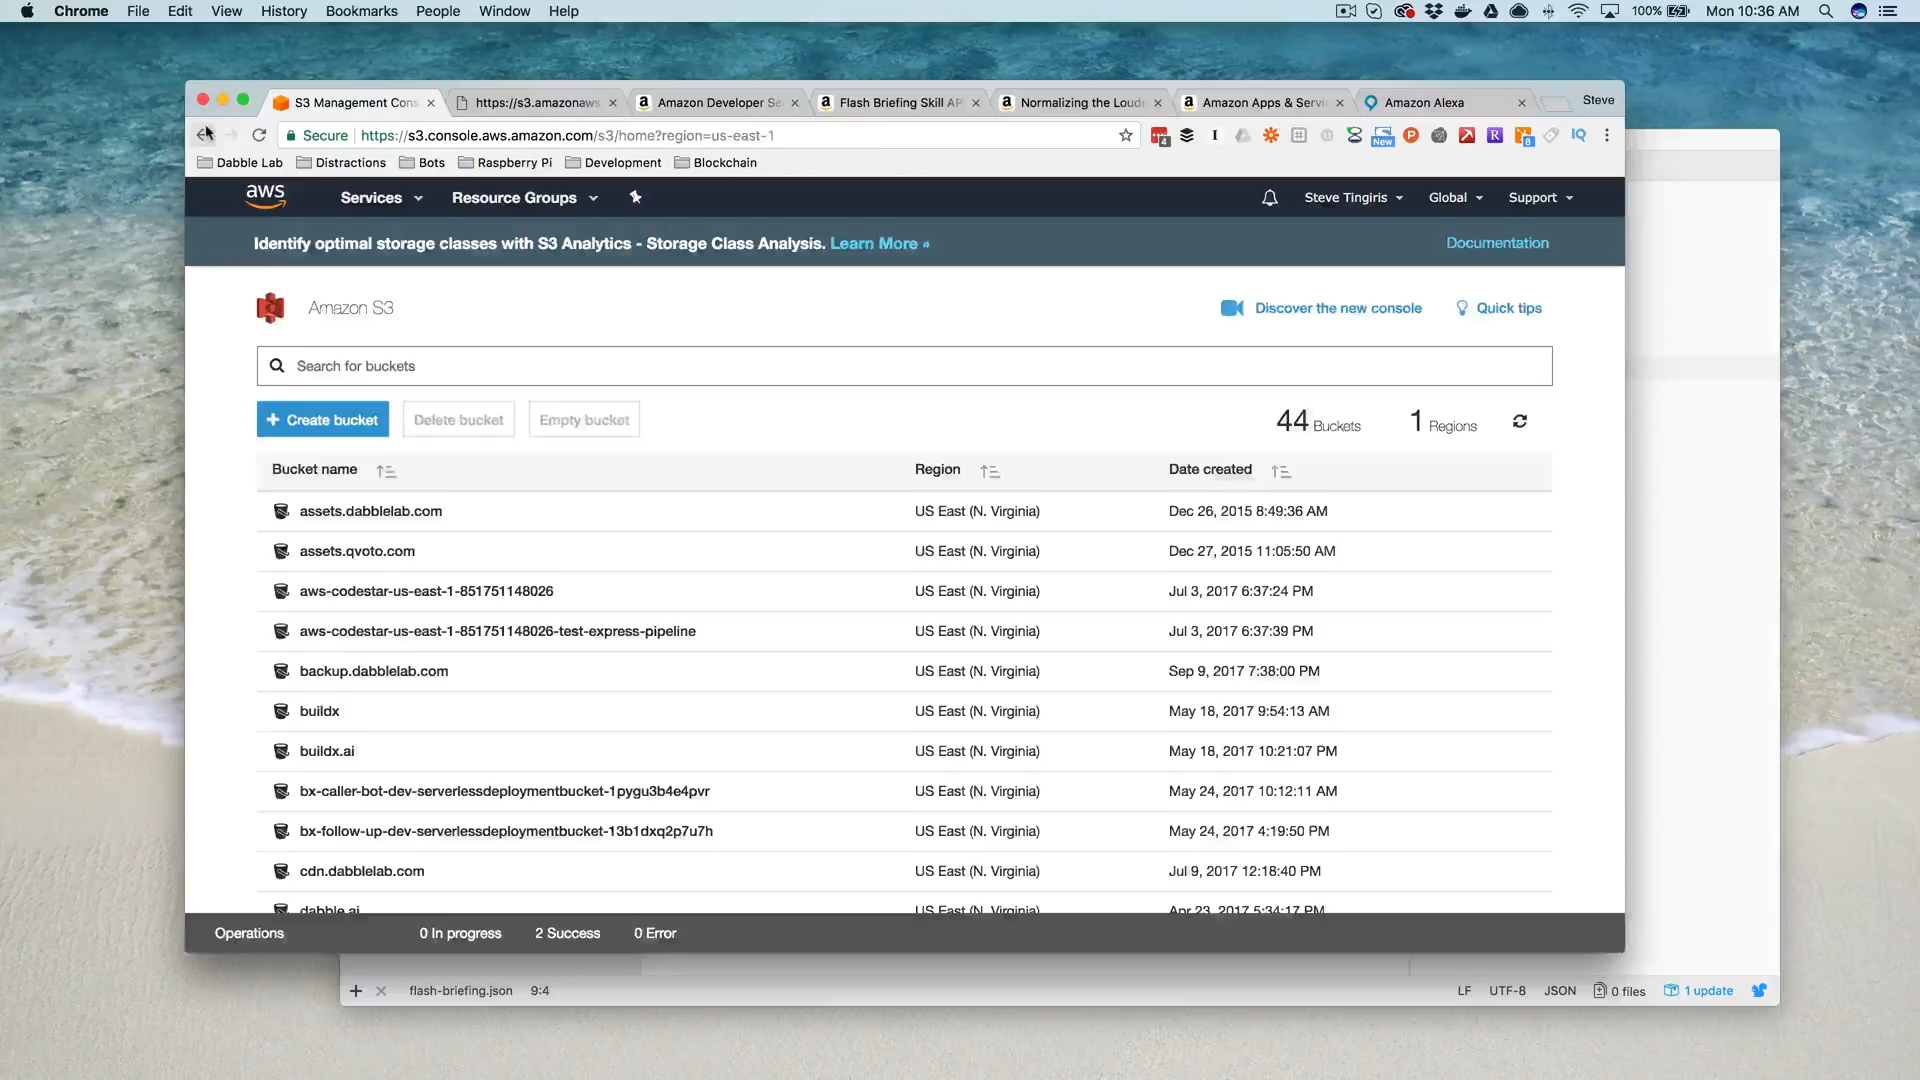 Chrome File Edit View History Bookmarks People Window Help 100% Mon 10:36 AM
S3 Management Cons https://s3.amazonaws Amazon Developer Se Flash Briefing Skill AP Normalizing the Loud Amazon Apps & Servi Amazon Alexa Steve
Secure https://s3.console.aws.amazon.com/s3/home?region=us-east-1 4 I New P R 8 IQ
Dabble Lab Distractions Bots Raspberry Pi Development Blockchain
aws Services Resource Groups Steve Tingiris Global Support
Identify optimal storage classes with S3 Analytics - Storage Class Analysis. Learn More » Documentation
Amazon S3 Discover the new console Quick tips
Search for buckets
+ Create bucket Delete bucket Empty bucket 44 Buckets 1 Regions
Bucket name Region Date created
assets.dabblelab.com US East (N. Virginia) Dec 26, 2015 8:49:36 AM
assets.qvoto.com US East (N. Virginia) Dec 27, 2015 11:05:50 AM
aws-codestar-us-east-1-851751148026 US East (N. Virginia) Jul 3, 2017 6:37:24 PM
aws-codestar-us-east-1-851751148026-test-express-pipeline US East (N. Virginia) Jul 3, 2017 6:37:39 PM
backup.dabblelab.com US East (N. Virginia) Sep 9, 2017 7:38:00 PM
buildx US East (N. Virginia) May 18, 2017 9:54:13 AM
buildx.ai US East (N. Virginia) May 18, 2017 10:21:07 PM
bx-caller-bot-dev-serverlessdeploymentbucket-1pygu3b4e4pvr US East (N. Virginia) May 24, 2017 10:12:11 AM
bx-follow-up-dev-serverlessdeploymentbucket-13b1dxq2p7u7h US East (N. Virginia) May 24, 2017 4:19:50 PM
cdn.dabblelab.com US East (N. Virginia) Jul 9, 2017 12:18:40 PM
dabble.ai US East (N. Virginia) Apr 23, 2017 5:34:17 PM
Operations 0 In progress 2 Success 0 Error
flash-briefing.json 9:4 LF UTF-8 JSON 0 files 1 update